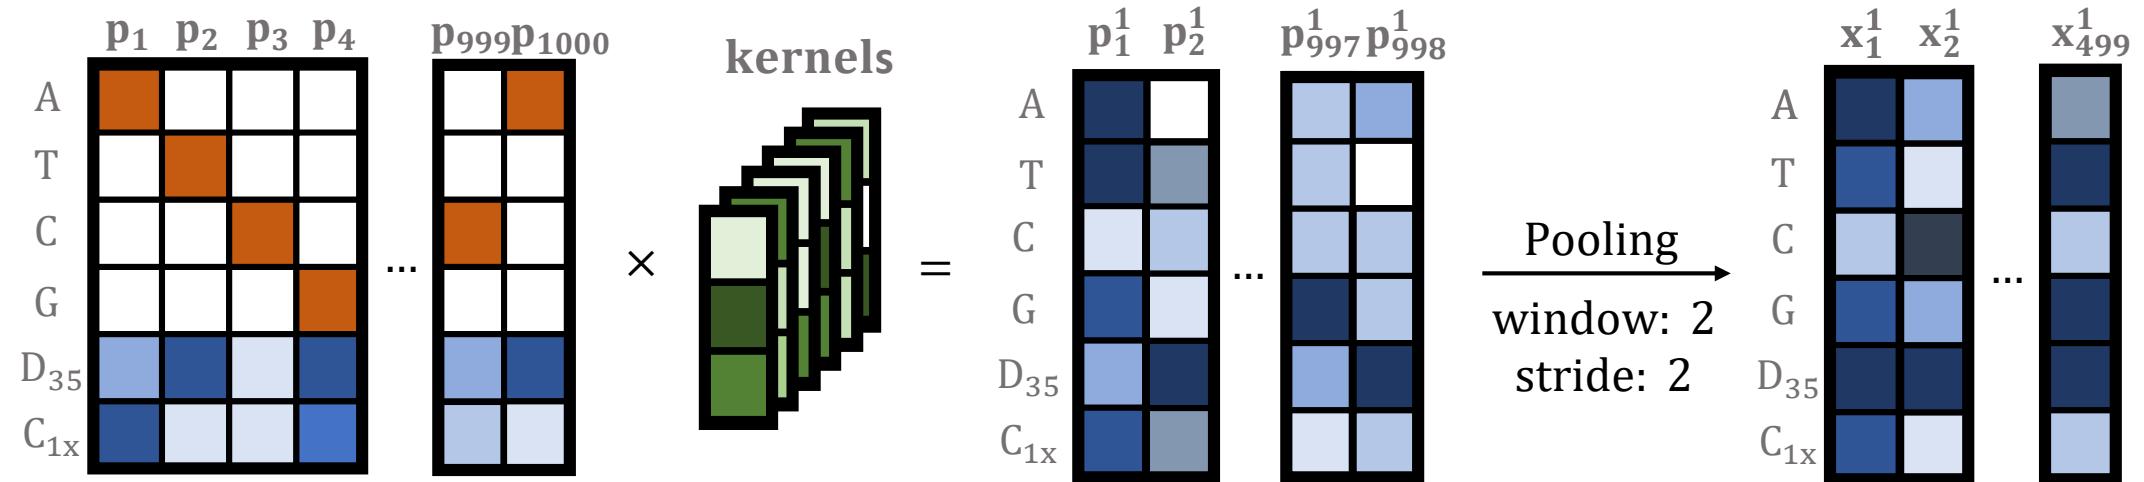 p₁ p₂ p₃ p₄ p₉₉₉p₁₀₀₀
A
T
C
G
D₃₅
C₁ₓ
...
×
kernels
=
p¹₁ p¹₂ p¹₉₉₇ p¹₉₉₈
A
T
C
G
D₃₅
C₁ₓ
...
Pooling
window: 2
stride: 2
x¹₁ x¹₂ x¹₄₉₉
A
T
C
G
D₃₅
C₁ₓ
...